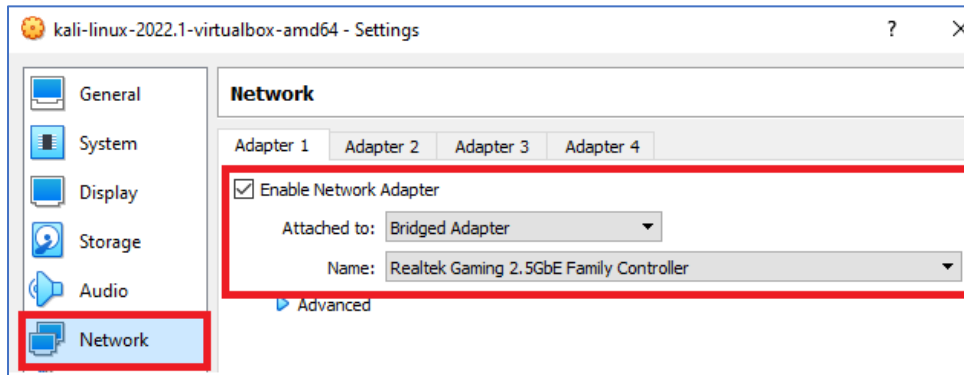 kali-linux-2022.1-virtualbox-amd64 - Settings
?
General
System
Display
Storage
Audio
Network
Network
Adapter 1 Adapter 2 Adapter 3 Adapter 4
Enable Network Adapter
Attached to: Bridged Adapter
Name: Realtek Gaming 2.5GbE Family Controller
Advanced